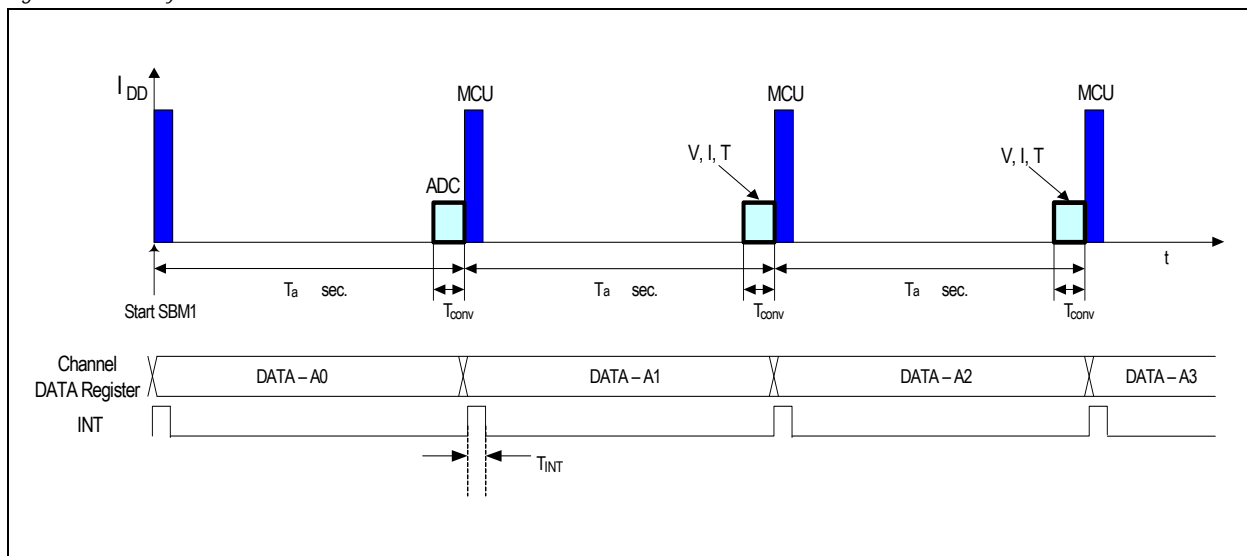 I DD
MCU
MCU
MCU
V, I, T
V, I, T
ADC
t
Ta sec.
Ta sec.
Ta sec.
Start SBM1
Tconv
Tconv
Tconv
Channel
DATA Register
DATA – A0
DATA – A1
DATA – A2
DATA – A3
INT
TINT